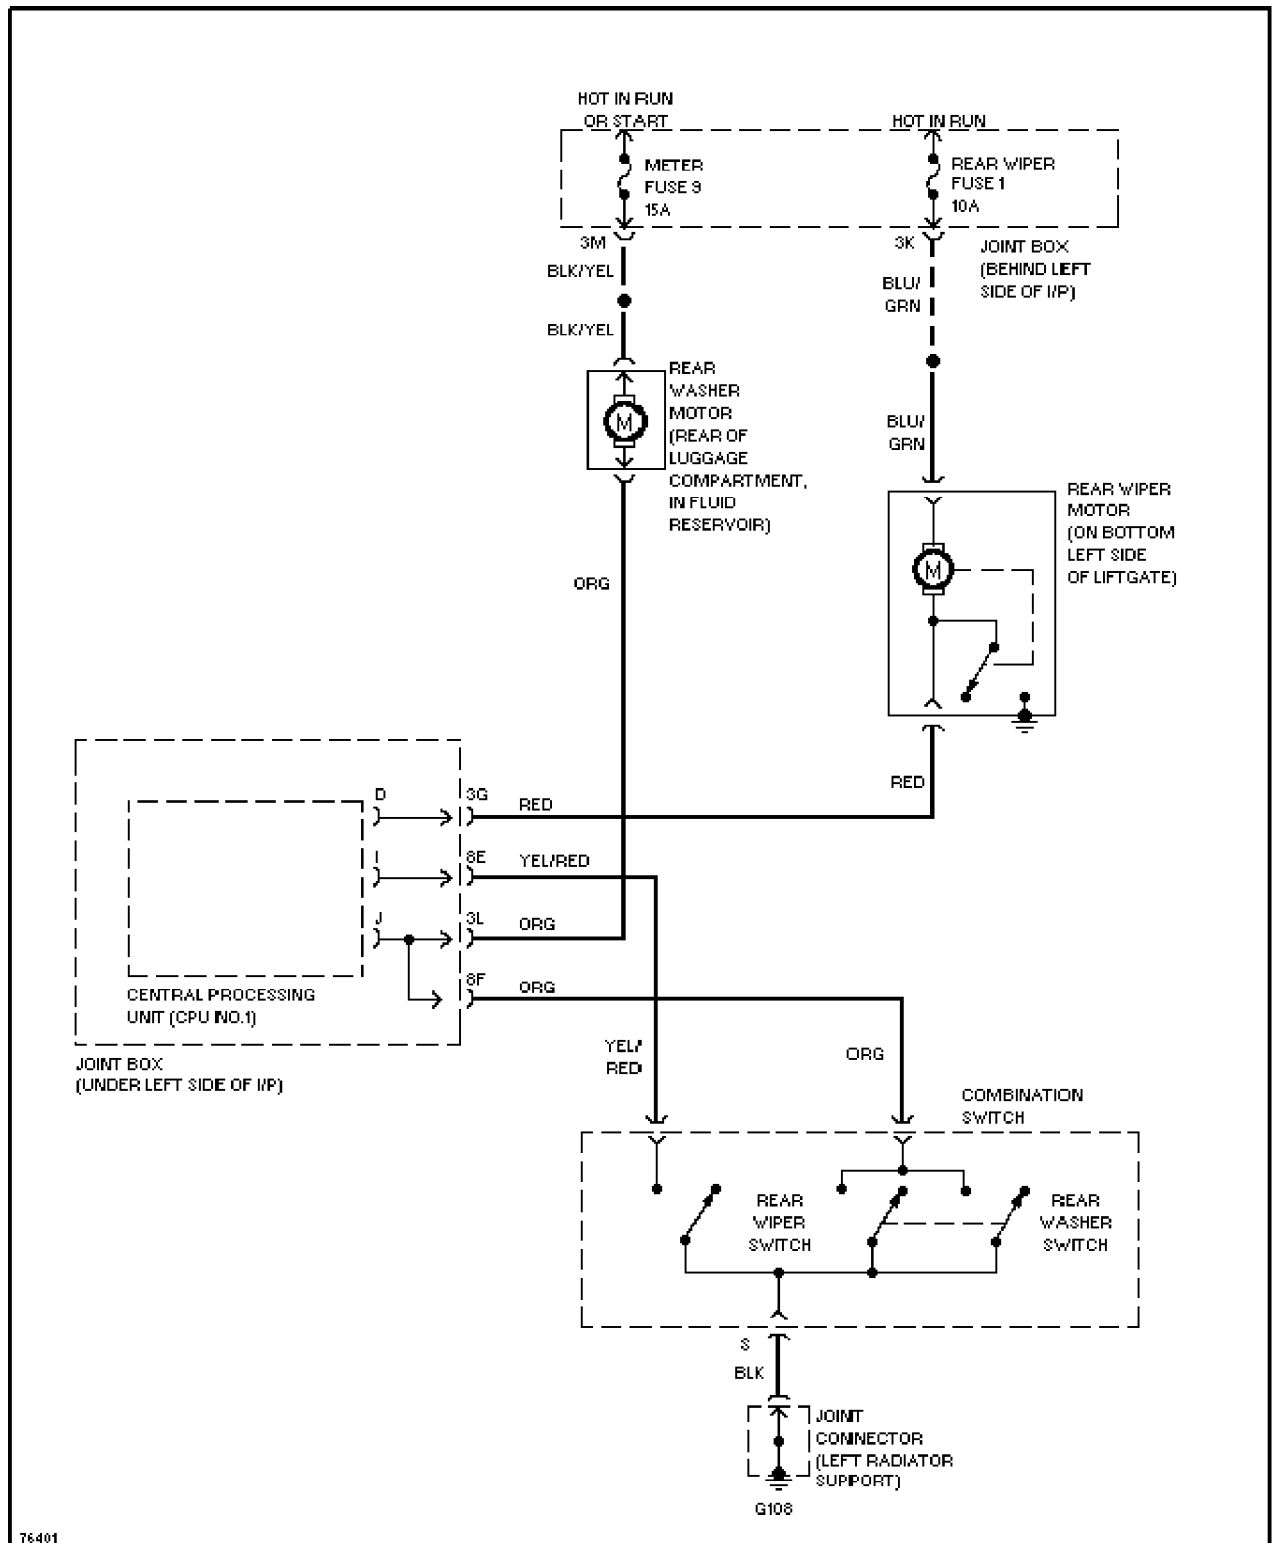 HOT IN RUN
OR START
HOT IN RUN
METER
FUSE 9
15A
REAR WIPER
FUSE 1
10A
3M
3K
JOINT BOX
(BEHIND LEFT
SIDE OF I/P)
BLK/YEL
BLU/
GRN
BLK/YEL
REAR
WASHER
MOTOR
(REAR OF
LUGGAGE
COMPARTMENT,
IN FLUID
RESERVOIR)
M
BLU/
GRN
REAR WIPER
MOTOR
(ON BOTTOM
LEFT SIDE
OF LIFTGATE)
M
ORG
RED
D
3G
RED
I
8E
YEL/RED
J
3L
ORG
8F
ORG
CENTRAL PROCESSING
UNIT (CPU NO.1)
JOINT BOX
(UNDER LEFT SIDE OF I/P)
YEL/
RED
ORG
COMBINATION
SWITCH
REAR
WIPER
SWITCH
REAR
WASHER
SWITCH
S
BLK
JOINT
CONNECTOR
(LEFT RADIATOR
SUPPORT)
G108
76401